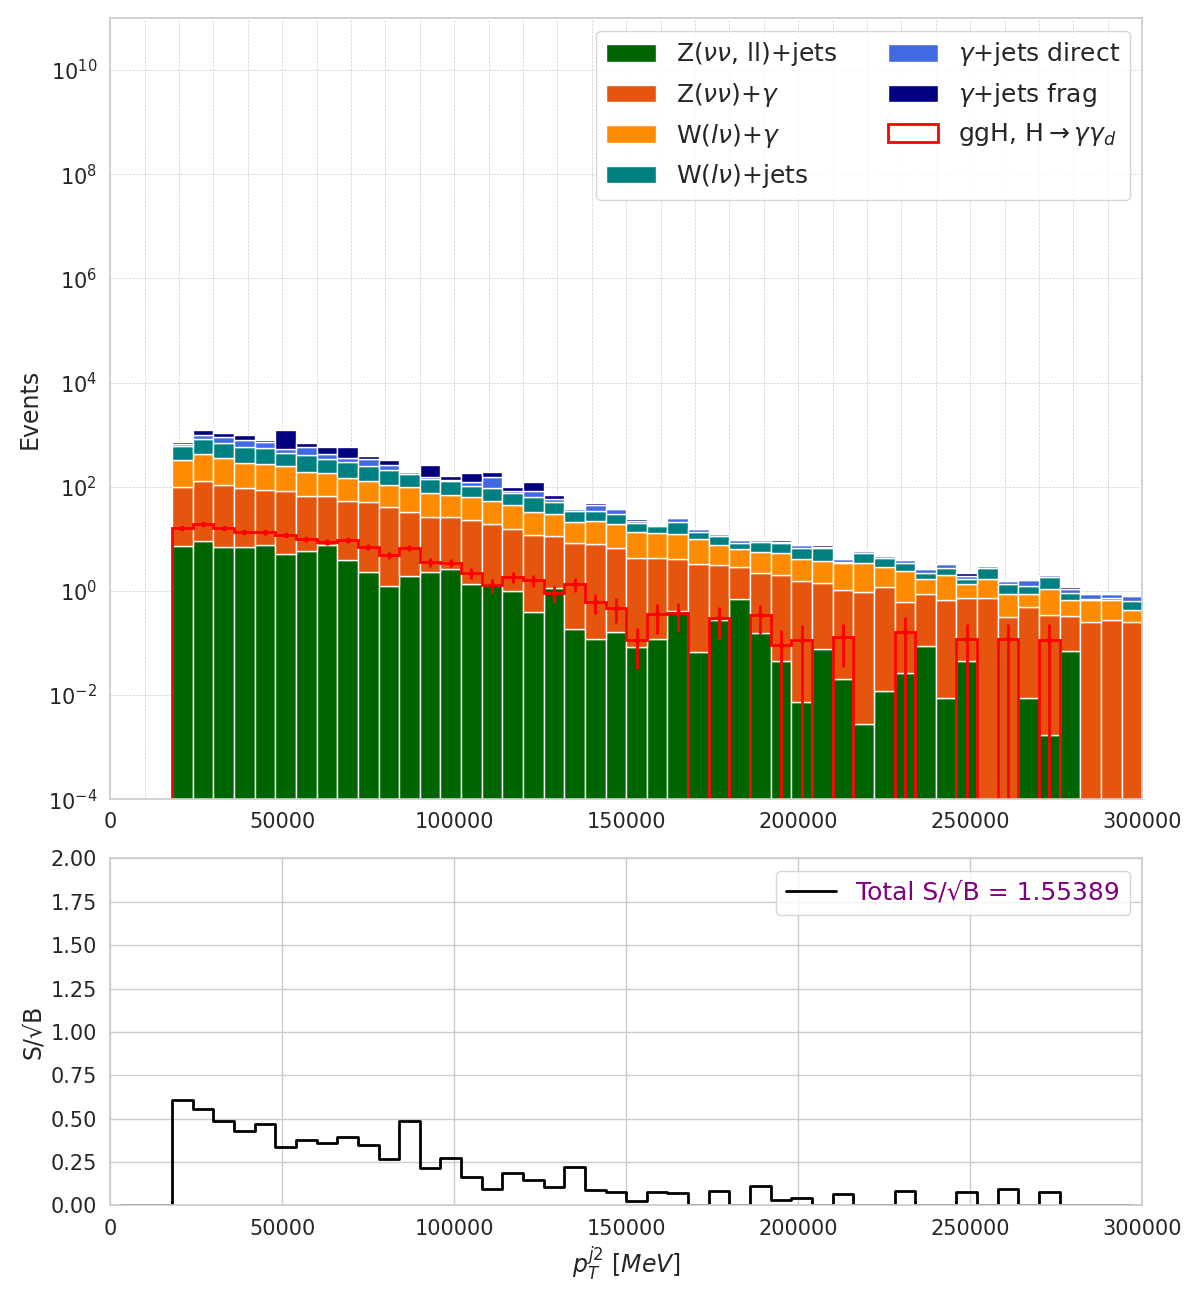 Z(νν, ll)+jets
Z(νν)+γ
W(lν)+γ
W(lν)+jets
γ+jets direct
γ+jets frag
ggH, H→γγ_d
Events
10^10
10^8
10^6
10^4
10^2
10^0
10^−2
10^−4
0 50000 100000 150000 200000 250000 300000
Total S/√B = 1.55389
S/√B
2.00
1.75
1.50
1.25
1.00
0.75
0.50
0.25
0.00
0 50000 100000 150000 200000 250000 300000
p_T^{j2} [MeV]